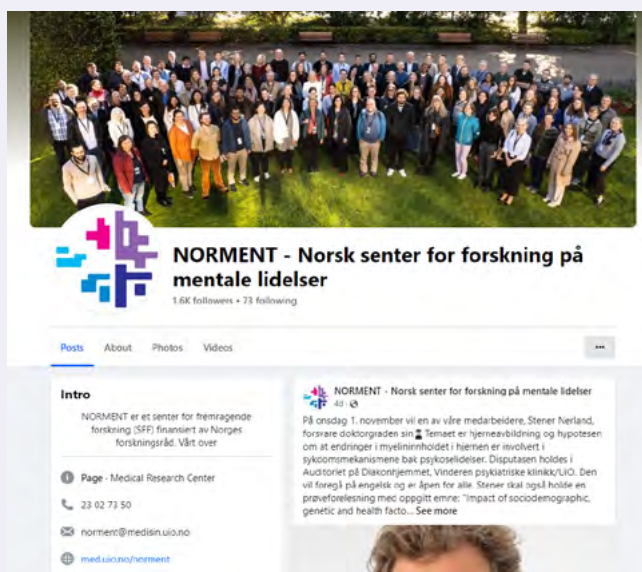 NORMENT - Norsk senter for forskning på
mentale lidelser
1.6K followers • 73 following
Posts
About
Photos
Videos
Intro
NORMENT er et senter for fremragende
forskning (SFF) finansiert av Norges
forskningsråd. Vårt over
Page · Medical Research Center
23 02 73 50
norment@medisin.uio.no
med.uio.no/norment
NORMENT - Norsk senter for forskning på mentale lidelser
4d ·
På onsdag 1. november vil en av våre medarbeidere, Stener Nerland,
forsvare doktorgraden sin Temaet er hjerneavbildning og hypotesen
om at endringer i myelininnholdet i hjernen er involvert i
sykdomsmekanismene bak psykoselidelser. Disputasen holdes i
Auditoriet på Diakonhjemmet, Vinderen psykiatriske klinikk/UiO. Den
vil foregå på engelsk og er åpen for alle. Stener skal også holde en
prøveforelesning med oppgitt emne: "Impact of sociodemographic,
genetic and health facto... See more